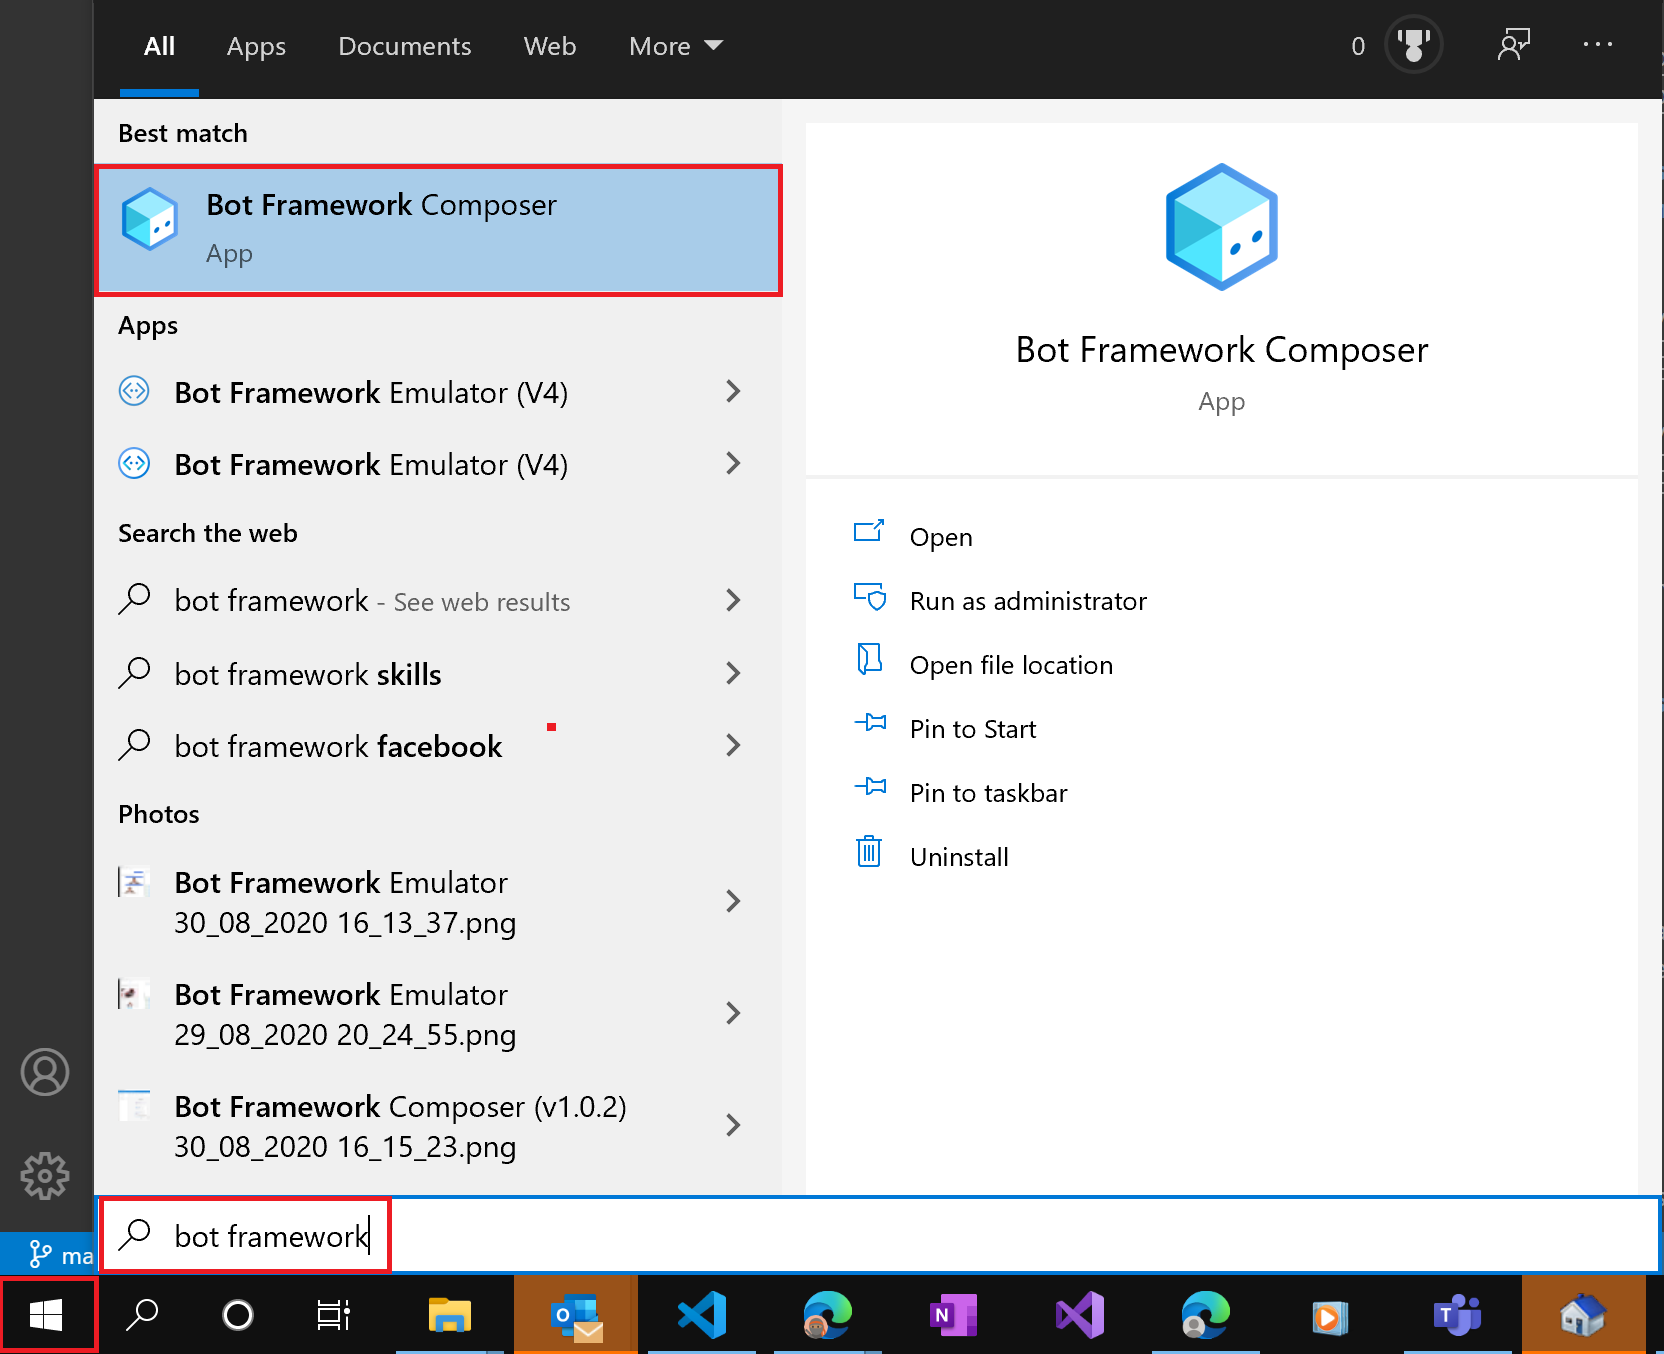 All Apps Documents Web More 0
Best match
Bot Framework Composer
App
Apps
Bot Framework Emulator (V4)
Bot Framework Emulator (V4)
Search the web
bot framework - See web results
bot framework skills
bot framework facebook
Photos
Bot Framework Emulator
30_08_2020 16_13_37.png
Bot Framework Emulator
29_08_2020 20_24_55.png
Bot Framework Composer (v1.0.2)
30_08_2020 16_15_23.png
Bot Framework Composer
App
Open
Run as administrator
Open file location
Pin to Start
Pin to taskbar
Uninstall
bot framework
ma
O N T